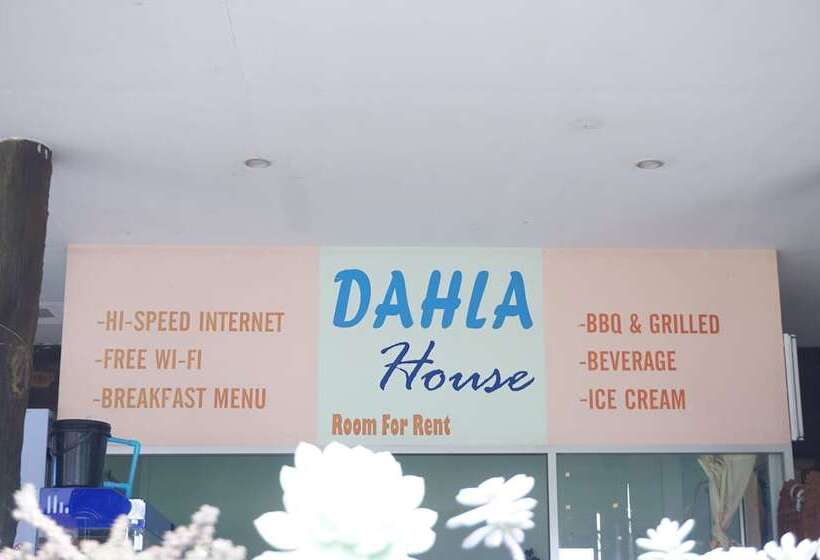 -HI-SPEED INTERNET
-FREE WI-FI
-BREAKFAST MENU
DAHLA
House
Room For Rent
-BBQ & GRILLED
-BEVERAGE
-ICE CREAM